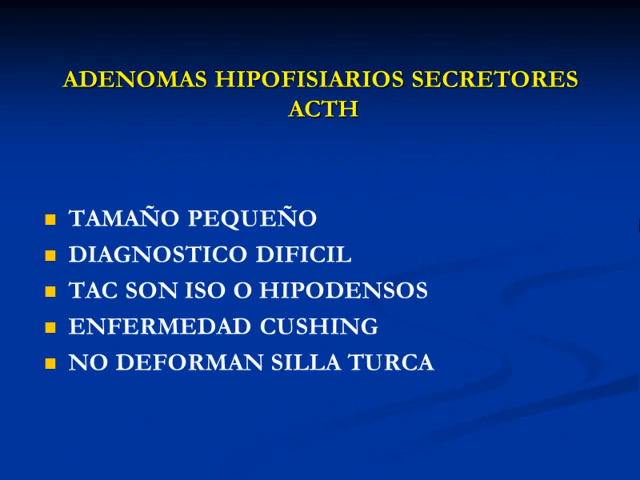 ADENOMAS HIPOFISIARIOS SECRETORES
ACTH
TAMAÑO PEQUEÑO
DIAGNOSTICO DIFICIL
TAC SON ISO O HIPODENSOS
ENFERMEDAD CUSHING
NO DEFORMAN SILLA TURCA